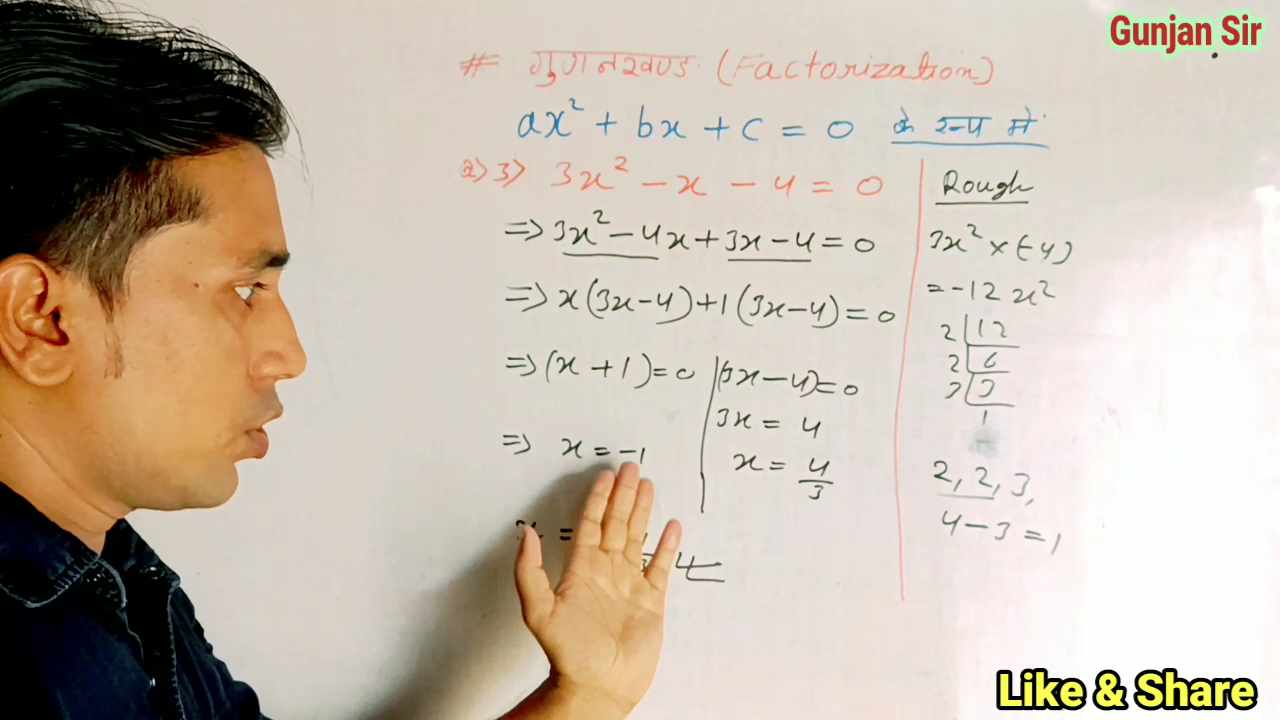 Gunjan Sir
# गुणनखण्ड (Factorization)
ax² + bx + c = 0 के रूप में
Q>3> 3x² - x - 4 = 0
=> 3x² - 4x + 3x - 4 = 0
=> x(3x-4)+1(3x-4) = 0
=> (x + 1) = 0
=> x = -1
(3x-4) = 0
3x = 4
x = 4/3
x =
Rough
3x² × (-4)
= -12 x²
2 | 12
2 | 6
3 | 3
1
2, 2, 3,
4 - 3 = 1
Like & Share